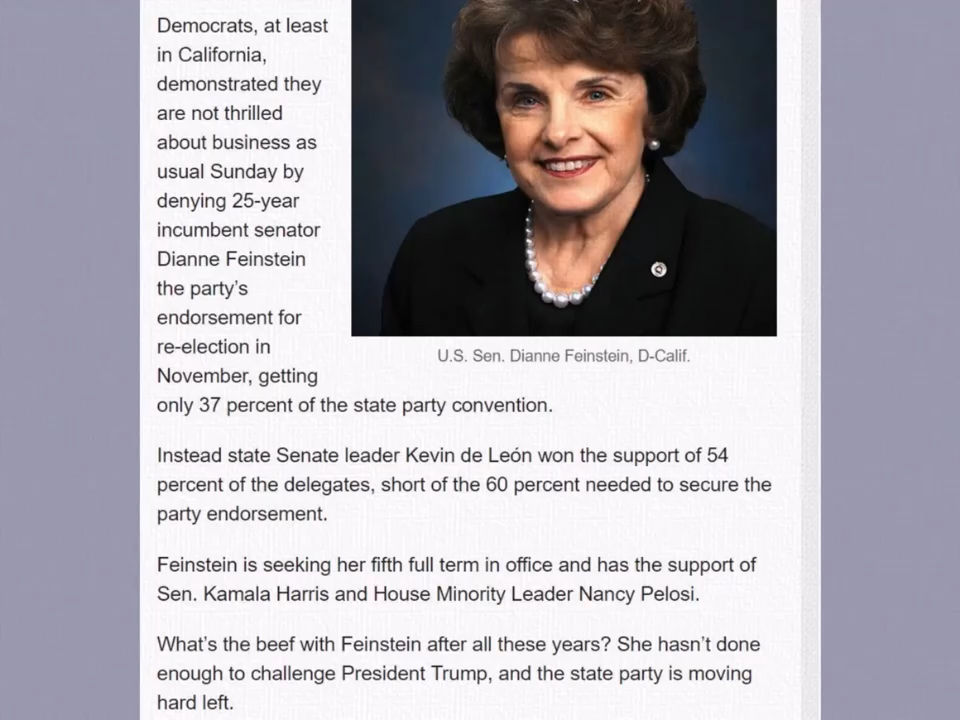 Democrats, at least
in California,
demonstrated they
are not thrilled
about business as
usual Sunday by
denying 25-year
incumbent senator
Dianne Feinstein
the party’s
endorsement for
re-election in
November, getting
only 37 percent of the state party convention.
U.S. Sen. Dianne Feinstein, D-Calif.
Instead state Senate leader Kevin de León won the support of 54
percent of the delegates, short of the 60 percent needed to secure the
party endorsement.
Feinstein is seeking her fifth full term in office and has the support of
Sen. Kamala Harris and House Minority Leader Nancy Pelosi.
What’s the beef with Feinstein after all these years? She hasn’t done
enough to challenge President Trump, and the state party is moving
hard left.